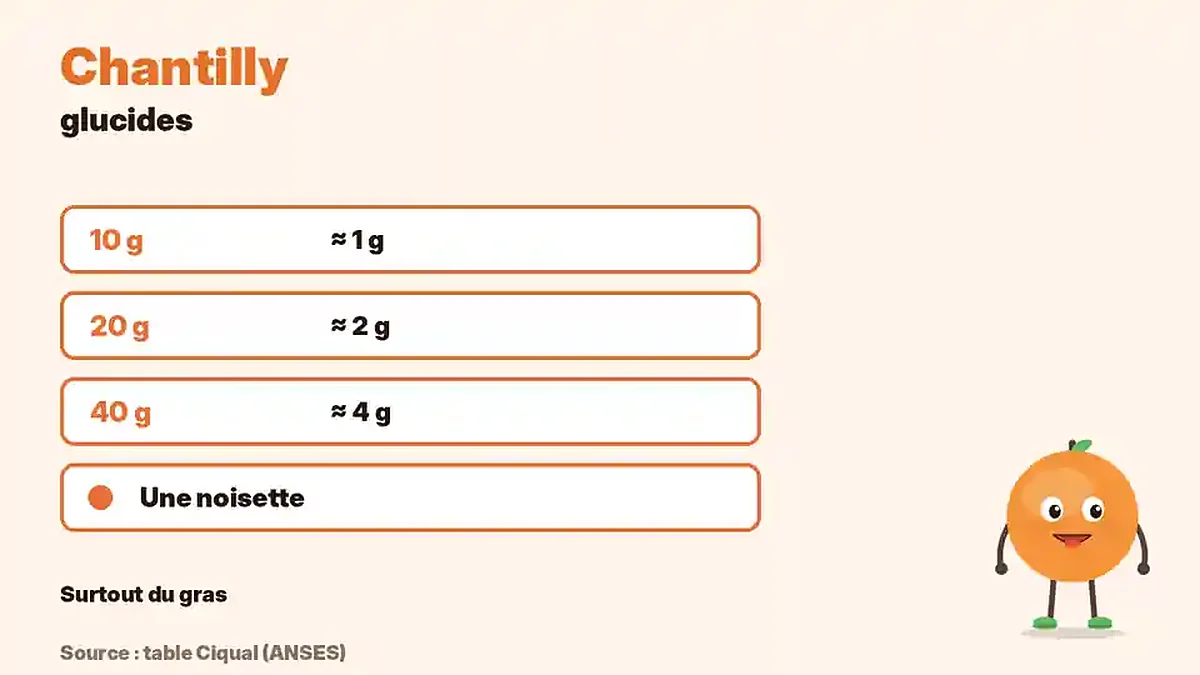 Chantilly
glucides
10 g ≈ 1 g
20 g ≈ 2 g
40 g ≈ 4 g
Une noisette
Surtout du gras
Source : table Ciqual (ANSES)